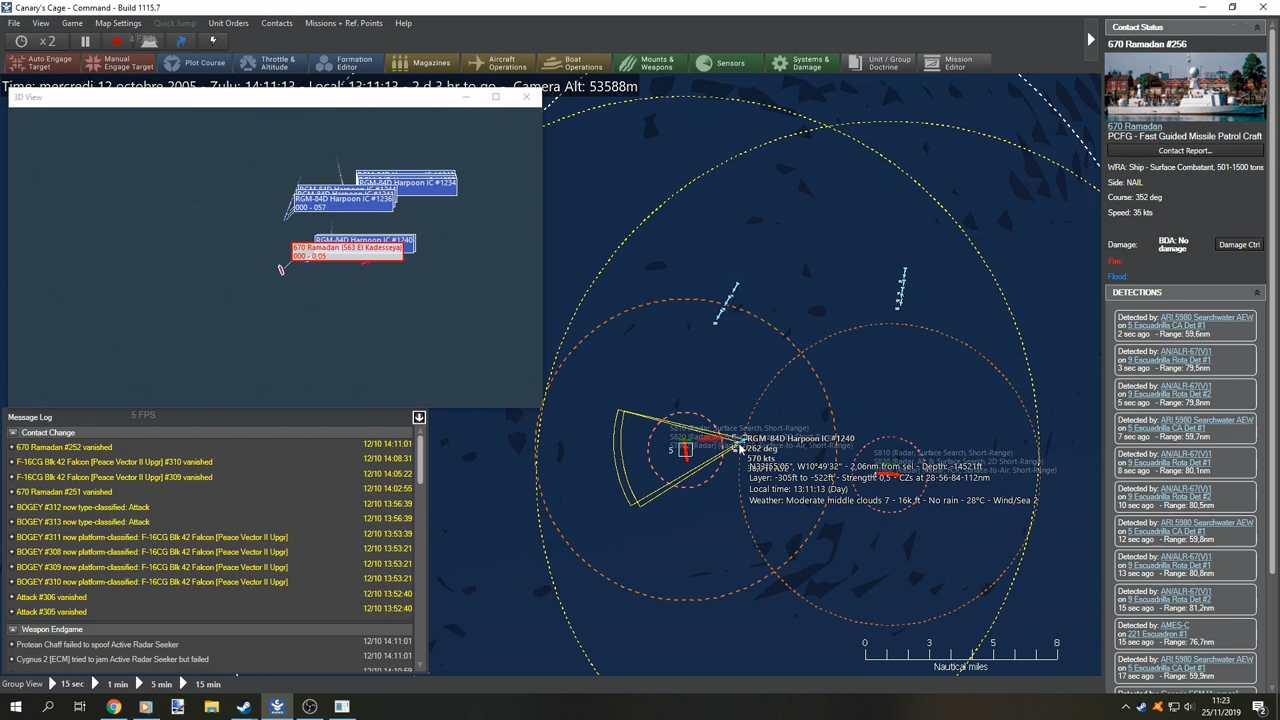 Canary's Cage - Command - Build 1115.7
File View Game Map Settings Quick Jump Unit Orders Contacts Missions + Ref. Points Help
x 2
Auto Engage Target
Manual Engage Target
Plot Course
Throttle & Altitude
Formation Editor
Magazines
Aircraft Operations
Boat Operations
Mounts & Weapons
Sensors
Systems & Damage
Unit / Group Doctrine
Mission Editor
Time: mercredi 12 octobre 2005 - Zulu: 14:11:13 - Local: 13:11:13 - 2 d 3 hr to go - Camera Alt: 53588m
3D View
RGM-84D Harpoon IC #1234
RGM-84D Harpoon IC #1236
000 - 057
RGM-84D Harpoon IC #1240
670 Ramadan (563 El Kadesseya)
000 - 0,05
5 FPS
Message Log
Contact Change
670 Ramadan #252 vanished 12/10 14:11:01
F-16CG Blk 42 Falcon [Peace Vector II Upgr] #310 vanished 12/10 14:08:31
F-16CG Blk 42 Falcon [Peace Vector II Upgr] #309 vanished 12/10 14:05:22
670 Ramadan #251 vanished 12/10 14:02:55
BOGEY #312 now type-classified: Attack 12/10 13:56:39
BOGEY #313 now type-classified: Attack 12/10 13:56:39
BOGEY #311 now platform-classified: F-16CG Blk 42 Falcon [Peace Vector II Upgr] 12/10 13:53:39
BOGEY #308 now platform-classified: F-16CG Blk 42 Falcon [Peace Vector II Upgr] 12/10 13:53:21
BOGEY #309 now platform-classified: F-16CG Blk 42 Falcon [Peace Vector II Upgr] 12/10 13:53:21
BOGEY #310 now platform-classified: F-16CG Blk 42 Falcon [Peace Vector II Upgr] 12/10 13:53:21
Attack #306 vanished 12/10 13:52:40
Attack #305 vanished 12/10 13:52:40
Weapon Endgame
Protean Chaff failed to spoof Active Radar Seeker 12/10 14:11:01
Cygnus 2 [ECM] tried to jam Active Radar Seeker but failed 12/10 14:10:59
Group View 15 sec 1 min 5 min 15 min
S810 (Radar, Surface Search, Short-Range)
5
RGM-84D Harpoon IC #1240
262 deg
570 kts
2,06nm from sel. - Depth: -14521ft
Layer: -305ft to -522ft - Strength: 0,5 - CZs at 28-56-84-112nm
Local time: 13:11:13 (Day)
Weather: Moderate middle clouds 7 - 16k,ft - No rain - 28°C - Wind/Sea 2
S810 (Radar, Surface Search, Short-Range)
0 3 5 8
Nautical miles
Contact Status
670 Ramadan #256
670 Ramadan
PCFG - Fast Guided Missile Patrol Craft
Contact Report...
WRA: Ship - Surface Combatant, 501-1500 tons
Side: NAIL
Course: 352 deg
Speed: 35 kts
Damage: BDA: No damage Damage Ctrl
Fire:
Flood:
DETECTIONS
Detected by: ARI 5980 Searchwater AEW
on 5 Escuadrilla CA Det #1
2 sec ago - Range: 59,6nm
Detected by: AN/ALR-67(V)1
on 9 Escuadrilla Rota Det #1
3 sec ago - Range: 79,5nm
Detected by: AN/ALR-67(V)1
on 9 Escuadrilla Rota Det #2
5 sec ago - Range: 79,8nm
Detected by: ARI 5980 Searchwater AEW
on 5 Escuadrilla CA Det #1
7 sec ago - Range: 59,7nm
Detected by: AN/ALR-67(V)1
on 9 Escuadrilla Rota Det #1
8 sec ago - Range: 80,1nm
Detected by: AN/ALR-67(V)1
on 9 Escuadrilla Rota Det #2
10 sec ago - Range: 80,5nm
Detected by: ARI 5980 Searchwater AEW
on 5 Escuadrilla CA Det #1
12 sec ago - Range: 59,8nm
Detected by: AN/ALR-67(V)1
on 9 Escuadrilla Rota Det #1
13 sec ago - Range: 80,8nm
Detected by: AN/ALR-67(V)1
on 9 Escuadrilla Rota Det #2
15 sec ago - Range: 81,2nm
Detected by: AMES-C
on 221 Escuadron #1
15 sec ago - Range: 76,7nm
Detected by: ARI 5980 Searchwater AEW
on 5 Escuadrilla CA Det #1
17 sec ago - Range: 59,9nm
11:23
25/11/2019
2